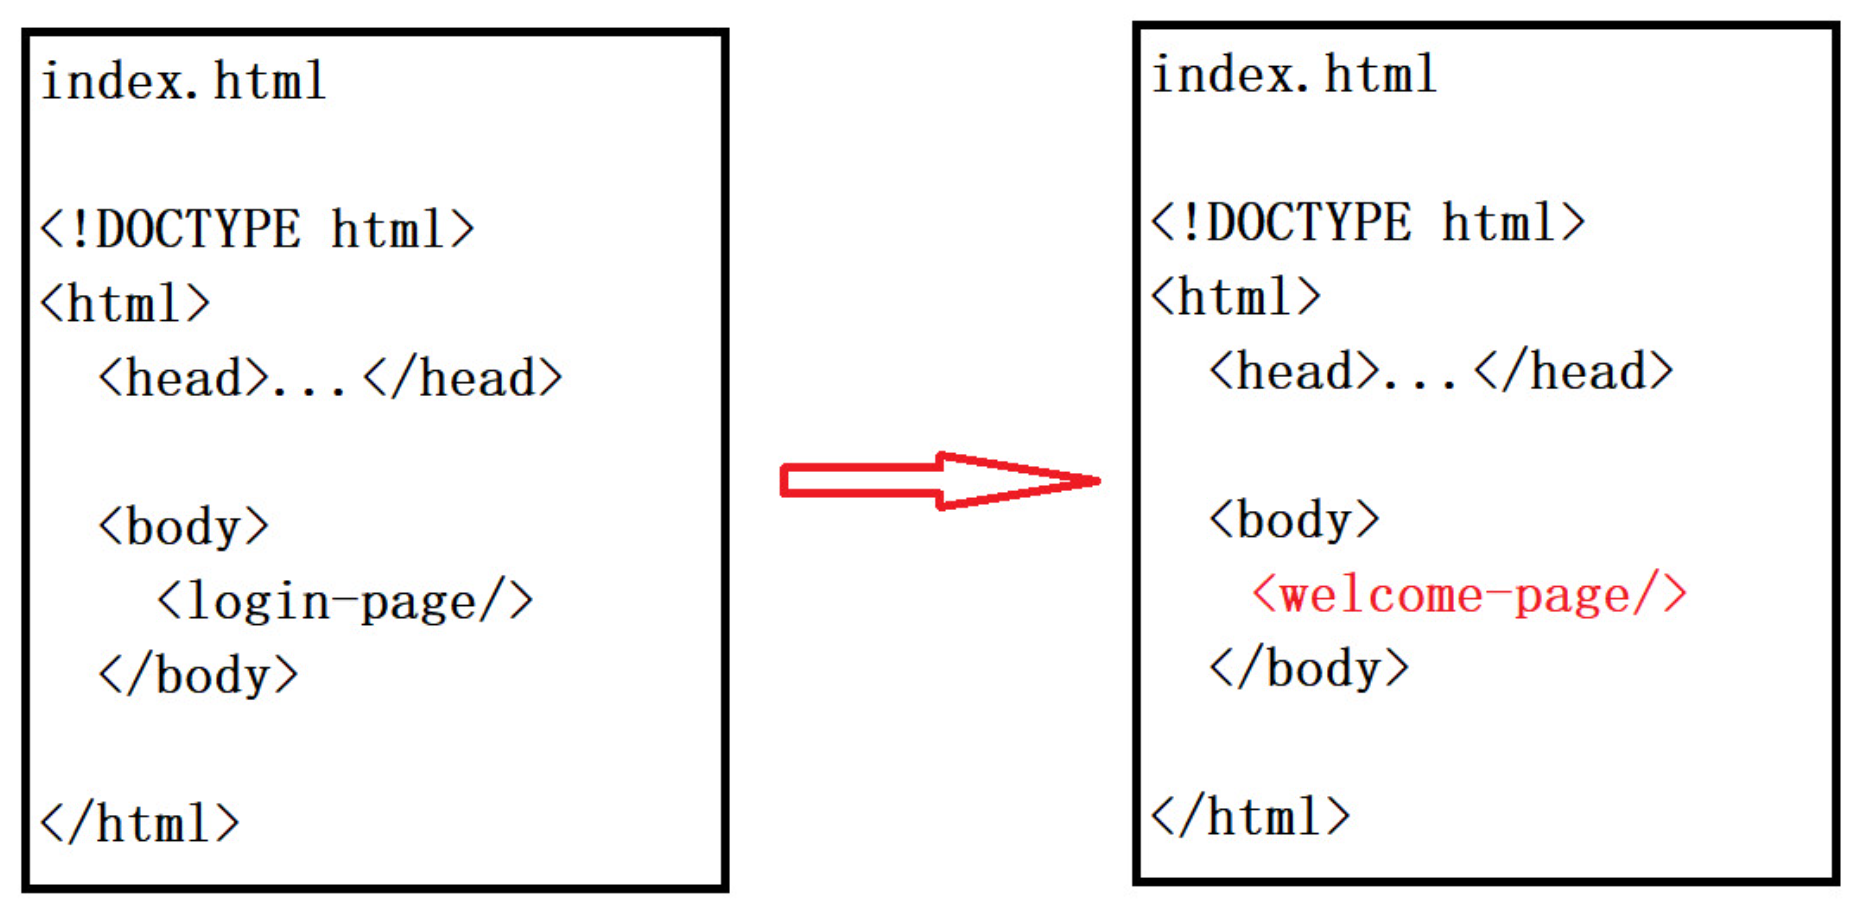 index.html
<!DOCTYPE html>
<html>
<head>...</head>
<body>
<login-page/>
</body>
</html>
index.html
<!DOCTYPE html>
<html>
<head>...</head>
<body>
<welcome-page/>
</body>
</html>